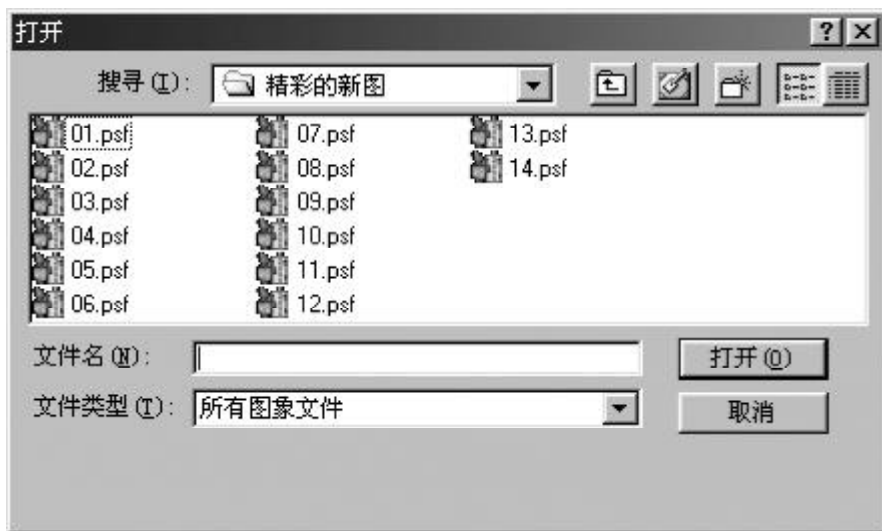 打开
搜寻(I): 精彩的新图
01.psf 07.psf 13.psf
02.psf 08.psf 14.psf
03.psf 09.psf
04.psf 10.psf
05.psf 11.psf
06.psf 12.psf
文件名(N): 打开(O)
文件类型(T): 所有图象文件 取消